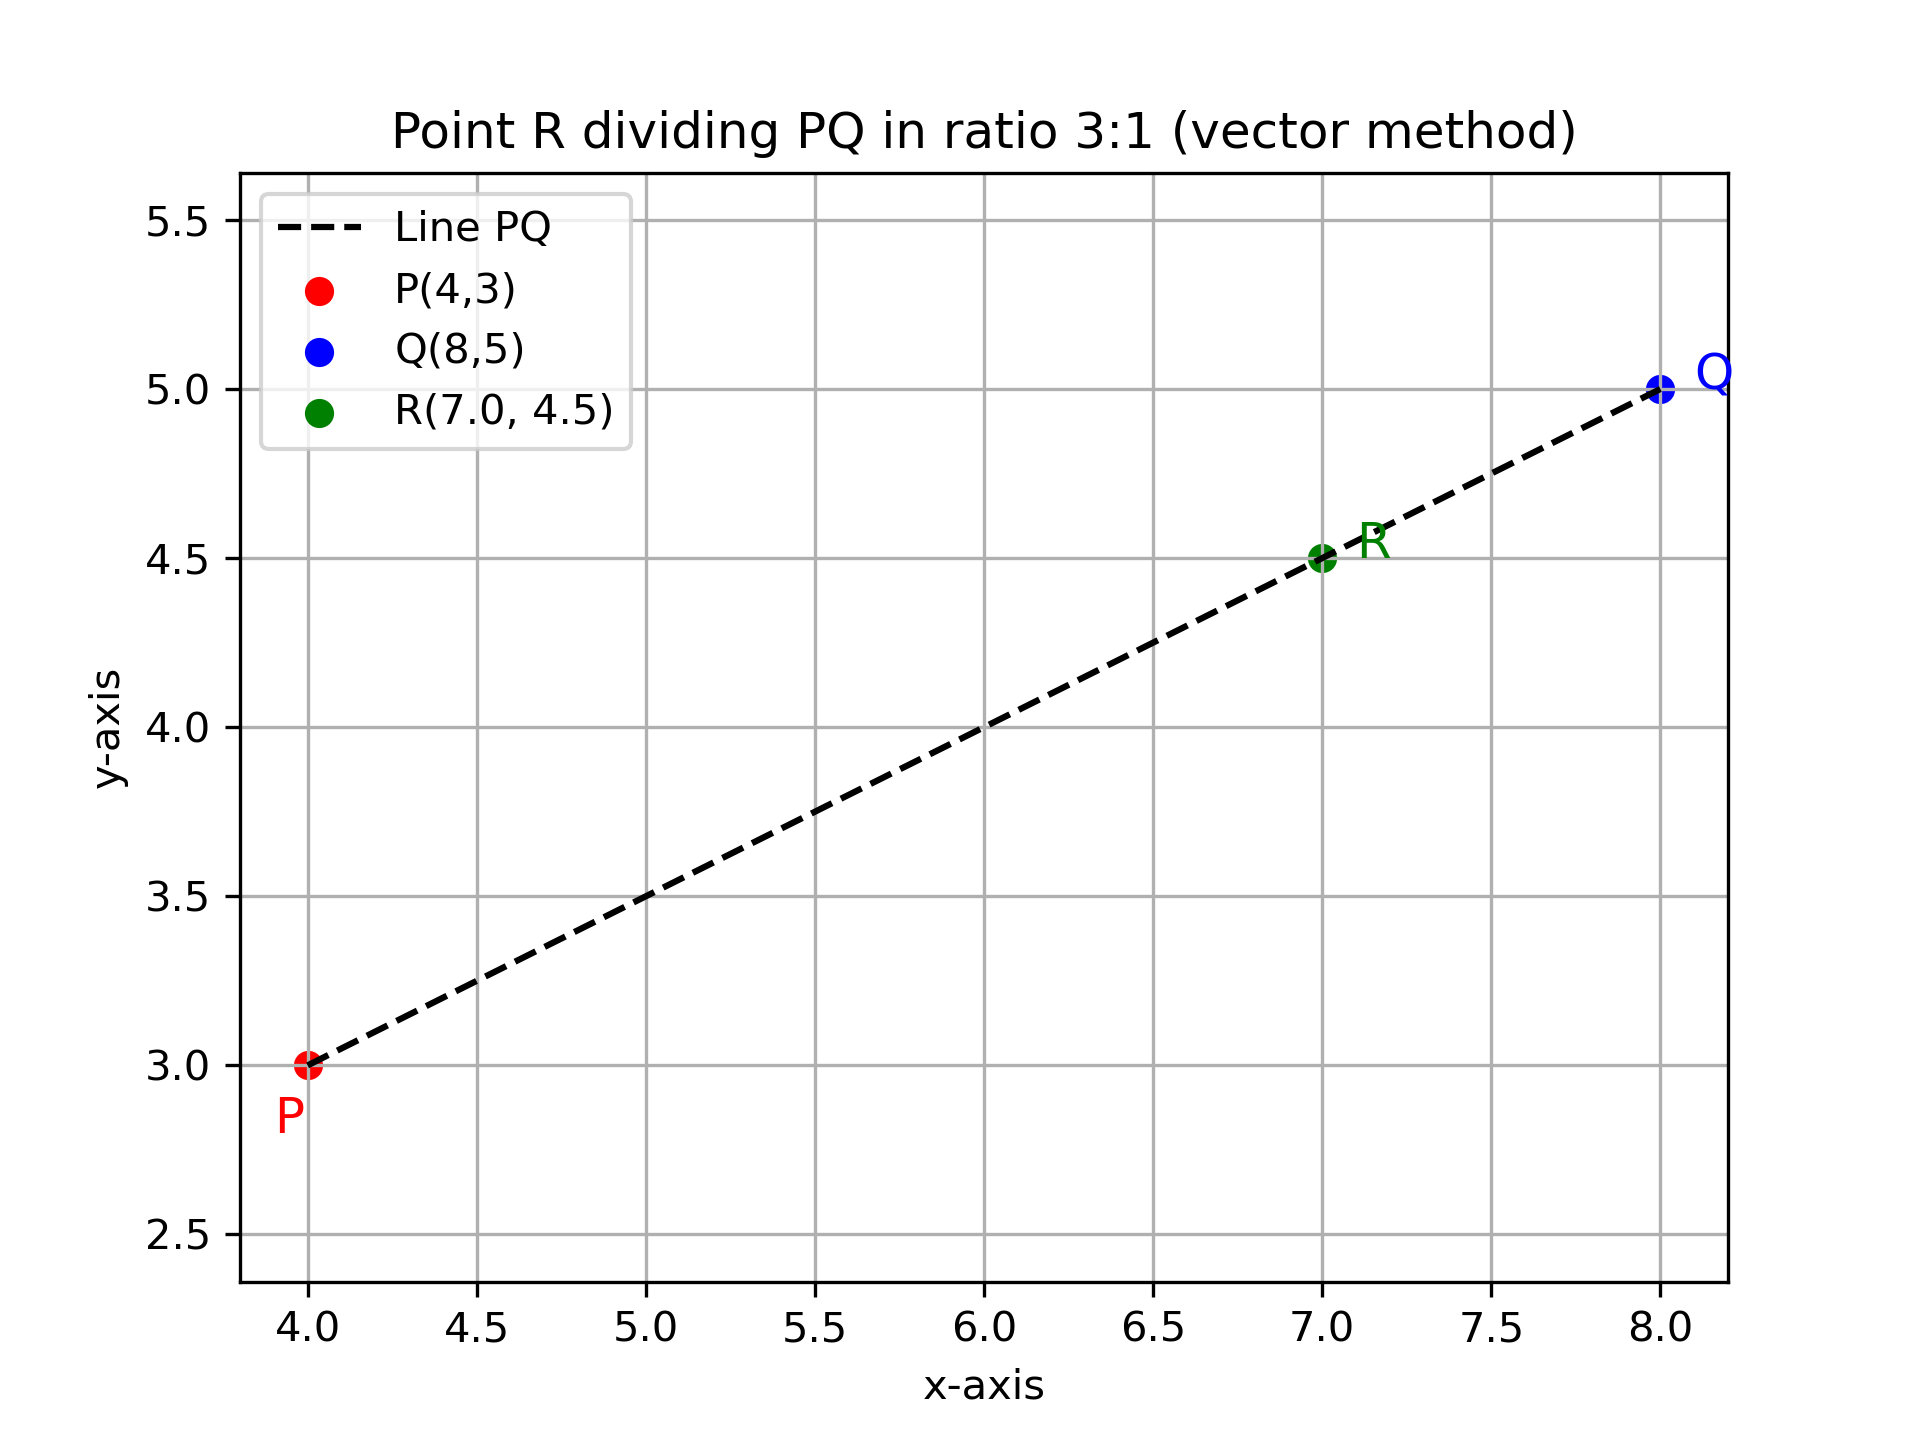 Point R dividing PQ in ratio 3:1 (vector method)
Line PQ
P(4,3)
Q(8,5)
R(7.0, 4.5)
5.5
5.0
4.5
4.0
3.5
3.0
2.5
y-axis
Q
R
P
4.0 4.5 5.0 5.5 6.0 6.5 7.0 7.5 8.0
x-axis